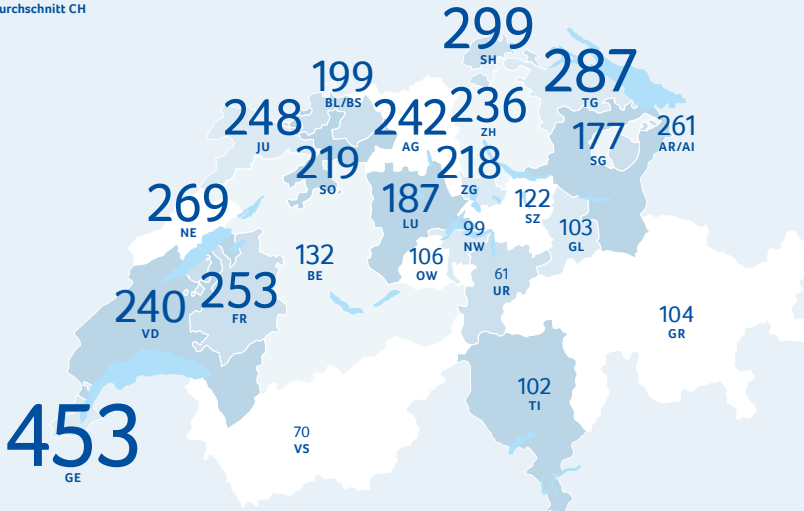 CH
299
SH
287
TG
199
BL/BS
248
JU
242
AG
236
ZH
177
SG
261
AR/AI
219
SO
218
ZG
187
LU
122
SZ
269
NE
99
NW
103
GL
132
BE
106
OW
61
UR
240
VD
253
FR
104
GR
102
TI
453
GE
70
VS